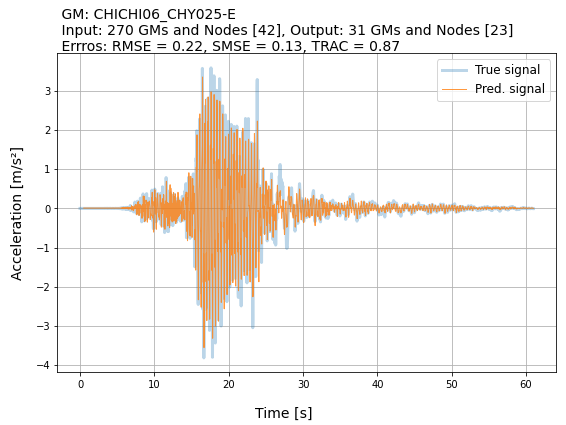 GM: CHICHI06_CHY025-E
Input: 270 GMs and Nodes [42], Output: 31 GMs and Nodes [23]
Errros: RMSE = 0.22, SMSE = 0.13, TRAC = 0.87
True signal
Pred. signal
3
2
1
0
−1
−2
−3
−4
Acceleration [m/s²]
0 10 20 30 40 50 60
Time [s]